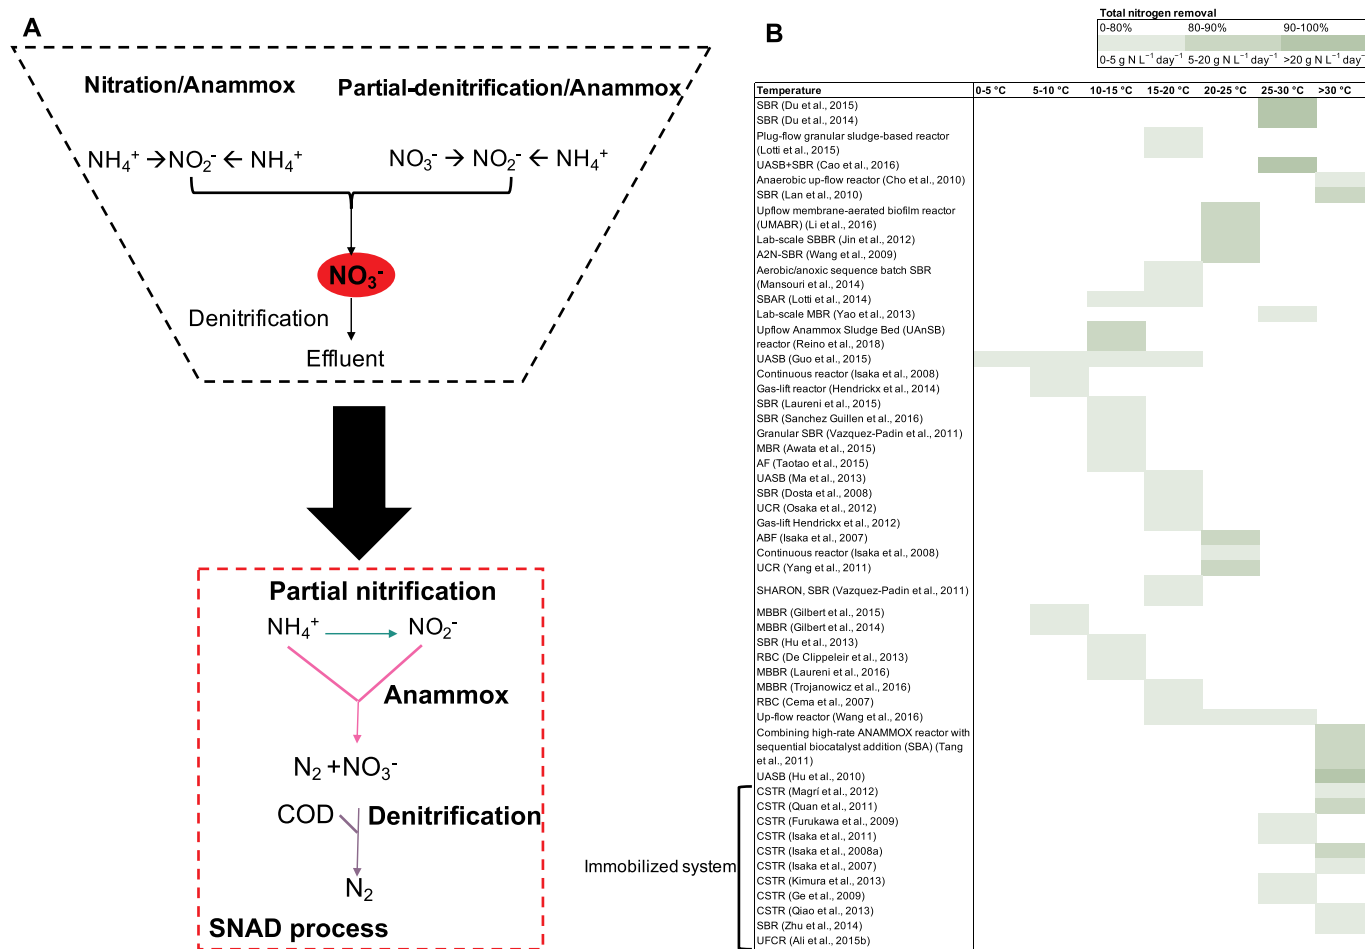 A
Nitration/Anammox
Partial-denitrification/Anammox
NH₄⁺ →NO₂⁻ ← NH₄⁺
NO₃⁻ → NO₂⁻ ← NH₄⁺
NO₃⁻
Denitrification
Effluent
Partial nitrification
NH₄⁺
NO₂⁻
Anammox
N₂ +NO₃⁻
COD
Denitrification
N₂
SNAD process
B
Total nitrogen removal
0-80% 80-90% 90-100%
0-5 g N L⁻¹ day⁻¹ 5-20 g N L⁻¹ day⁻¹ >20 g N L⁻¹ day⁻
Temperature 0-5 °C 5-10 °C 10-15 °C 15-20 °C 20-25 °C 25-30 °C >30 °C
SBR (Du et al., 2015)
SBR (Du et al., 2014)
Plug-flow granular sludge-based reactor
(Lotti et al., 2015)
UASB+SBR (Cao et al., 2016)
Anaerobic up-flow reactor (Cho et al., 2010)
SBR (Lan et al., 2010)
Upflow membrane-aerated biofilm reactor
(UMABR) (Li et al., 2016)
Lab-scale SBBR (Jin et al., 2012)
A2N-SBR (Wang et al., 2009)
Aerobic/anoxic sequence batch SBR
(Mansouri et al., 2014)
SBAR (Lotti et al., 2014)
Lab-scale MBR (Yao et al., 2013)
Upflow Anammox Sludge Bed (UAnSB)
reactor (Reino et al., 2018)
UASB (Guo et al., 2015)
Continuous reactor (Isaka et al., 2008)
Gas-lift reactor (Hendrickx et al., 2014)
SBR (Laureni et al., 2015)
SBR (Sanchez Guillen et al., 2016)
Granular SBR (Vazquez-Padin et al., 2011)
MBR (Awata et al., 2015)
AF (Taotao et al., 2015)
UASB (Ma et al., 2013)
SBR (Dosta et al., 2008)
UCR (Osaka et al., 2012)
Gas-lift Hendrickx et al., 2012)
ABF (Isaka et al., 2007)
Continuous reactor (Isaka et al., 2008)
UCR (Yang et al., 2011)
SHARON, SBR (Vazquez-Padin et al., 2011)
MBBR (Gilbert et al., 2015)
MBBR (Gilbert et al., 2014)
SBR (Hu et al., 2013)
RBC (De Clippeleir et al., 2013)
MBBR (Laureni et al., 2016)
MBBR (Trojanowicz et al., 2016)
RBC (Cema et al., 2007)
Up-flow reactor (Wang et al., 2016)
Combining high-rate ANAMMOX reactor with
sequential biocatalyst addition (SBA) (Tang
et al., 2011)
UASB (Hu et al., 2010)
CSTR (Magrí et al., 2012)
CSTR (Quan et al., 2011)
CSTR (Furukawa et al., 2009)
CSTR (Isaka et al., 2011)
CSTR (Isaka et al., 2008a)
CSTR (Isaka et al., 2007)
CSTR (Kimura et al., 2013)
CSTR (Ge et al., 2009)
CSTR (Qiao et al., 2013)
SBR (Zhu et al., 2014)
UFCR (Ali et al., 2015b)
Immobilized system